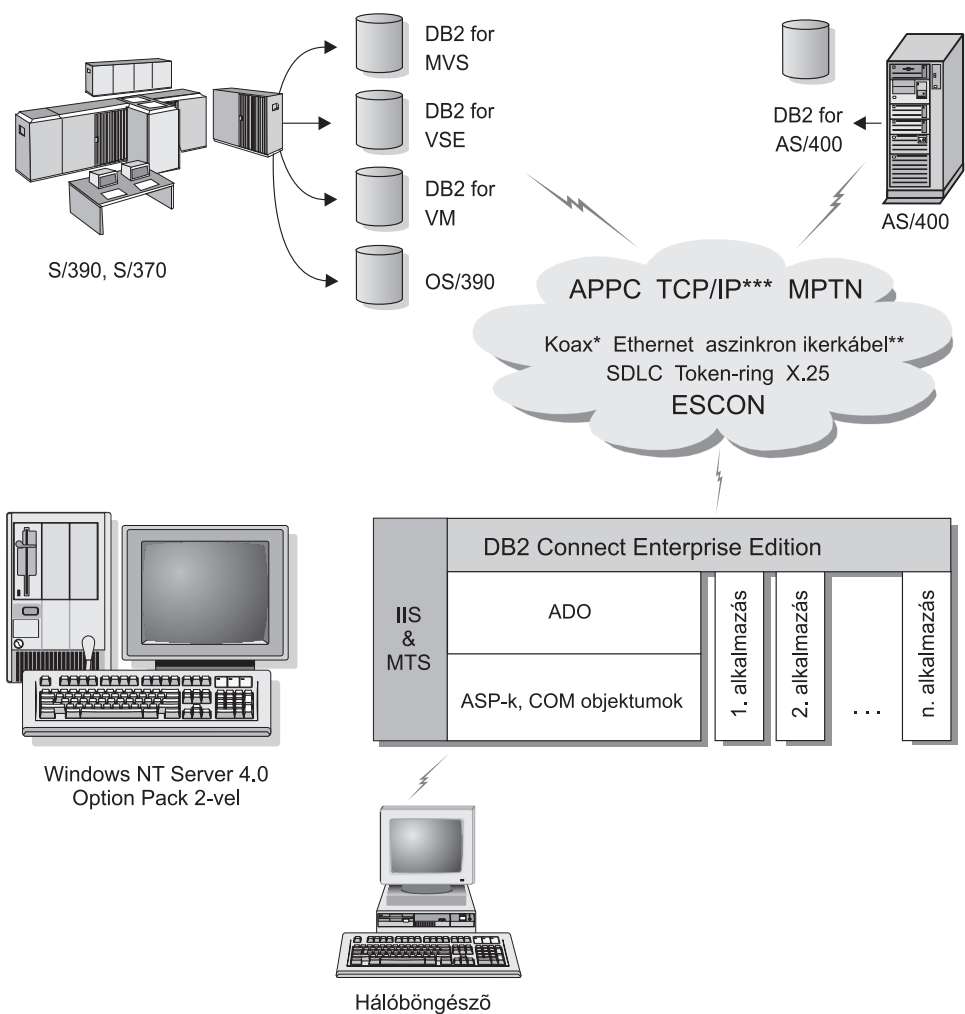 DB2 for
MVS
DB2 for
VSE
DB2 for
VM
OS/390
S/390, S/370
DB2 for
AS/400
AS/400
APPC TCP/IP*** MPTN
Koax* Ethernet aszinkron ikerkábel**
SDLC Token-ring X.25
ESCON
DB2 Connect Enterprise Edition
IIS
&
MTS
ADO
ASP-k, COM objektumok
1. alkalmazás
2. alkalmazás
. . .
n. alkalmazás
Windows NT Server 4.0
Option Pack 2-vel
Hálóböngészõ